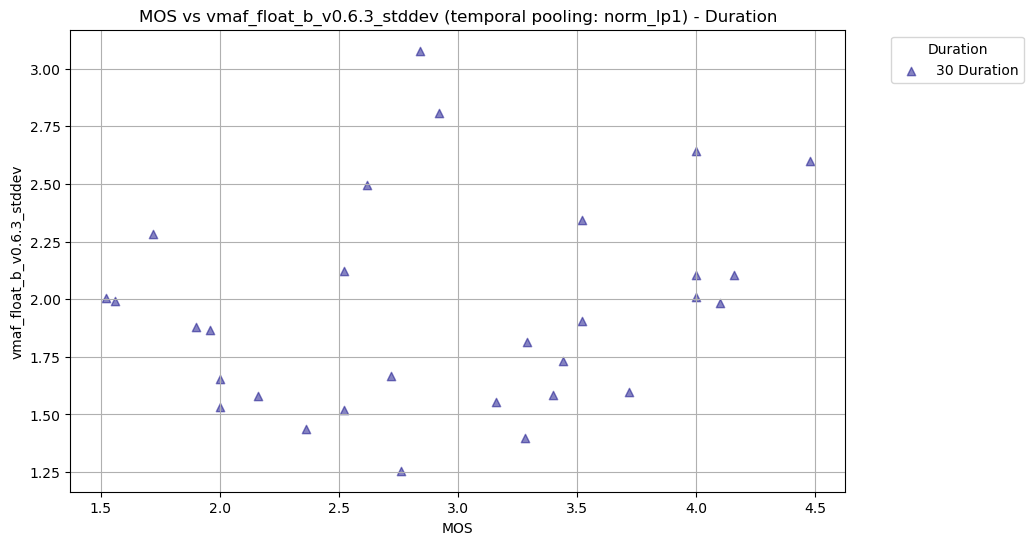 MOS vs vmaf_float_b_v0.6.3_stddev (temporal pooling: norm_lp1) - Duration
Duration
30 Duration
vmaf_float_b_v0.6.3_stddev
3.00
2.75
2.50
2.25
2.00
1.75
1.50
1.25
1.5 2.0 2.5 3.0 3.5 4.0 4.5
MOS